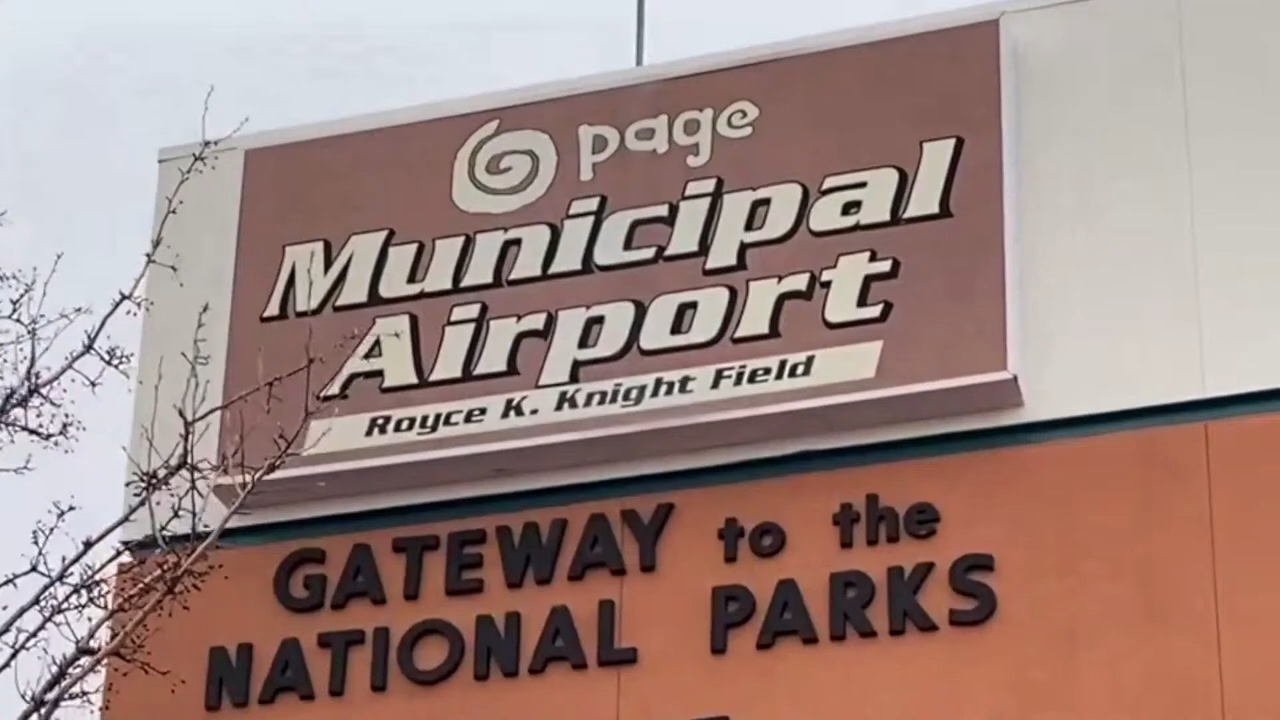 page
Municipal
Airport
Royce K. Knight Field
GATEWAY to the
NATIONAL PARKS